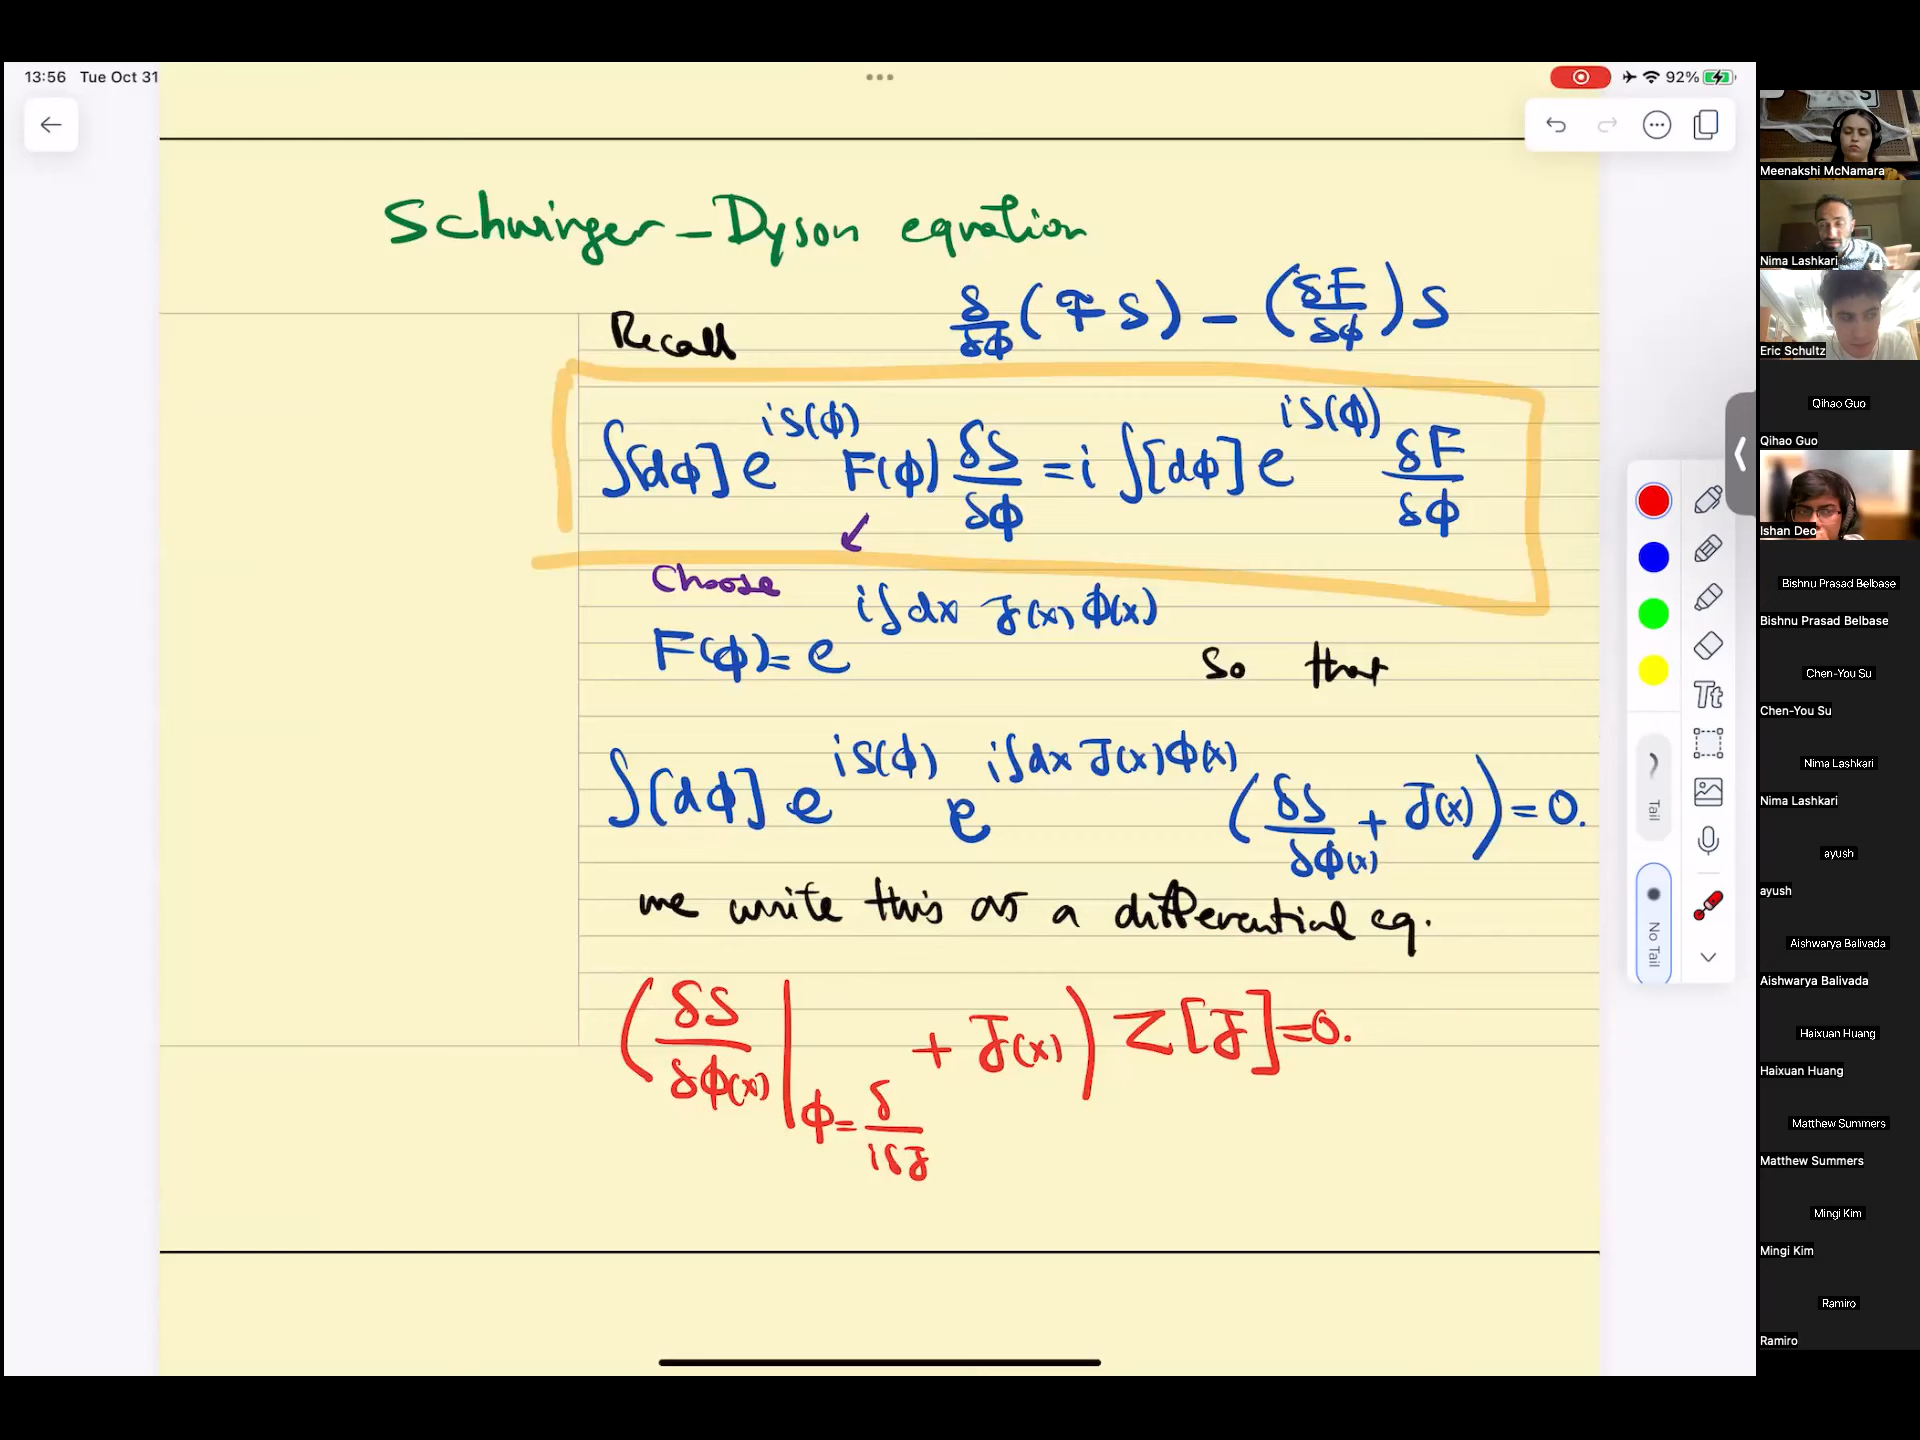 13:56 Tue Oct 31
92%
Schwinger-Dyson equation
δ/δΦ (F S) - (δF/δΦ) S
Recall
∫[dΦ] e^{iS(Φ)} F(Φ) δS/δΦ = i ∫[dΦ] e^{iS(Φ)} δF/δΦ
Choose
F(Φ) = e^{i∫dx J(x) Φ(x)}
so that
∫[dΦ] e^{iS(Φ)} e^{i∫dx J(x)Φ(x)} (δS/δΦ(x) + J(x)) = 0.
we write this as a differential eq.
(δS/δΦ(x) |_{Φ = δ/iδJ} + J(x)) Z[J] = 0.
Tail
No Tail
Tt
Meenakshi McNamara
Nima Lashkari
Eric Schultz
Qihao Guo
Qihao Guo
Ishan Deo
Bishnu Prasad Belbase
Bishnu Prasad Belbase
Chen-You Su
Chen-You Su
Nima Lashkari
Nima Lashkari
ayush
ayush
Aishwarya Balivada
Aishwarya Balivada
Haixuan Huang
Haixuan Huang
Matthew Summers
Matthew Summers
Mingi Kim
Mingi Kim
Ramiro
Ramiro